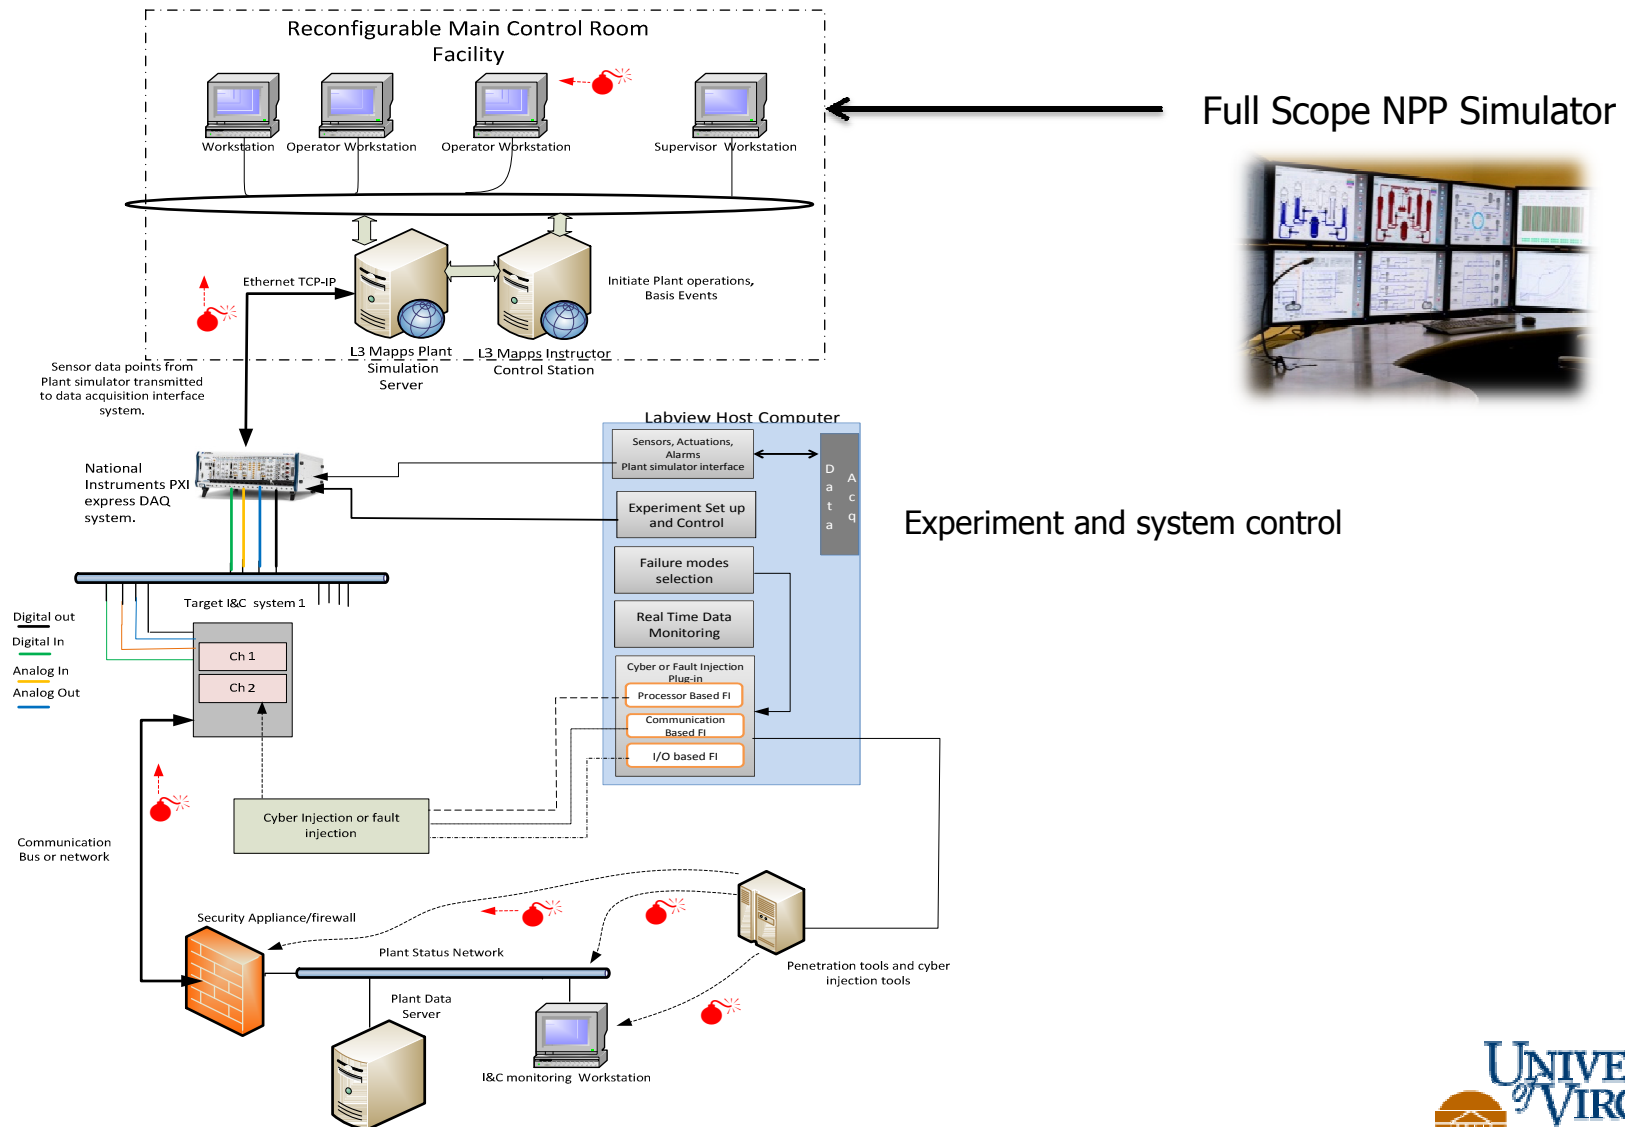 Reconfigurable Main Control Room
Facility
Full Scope NPP Simulator
Workstation
Operator Workstation
Operator Workstation
Supervisor Workstation
Ethernet TCP-IP
Initiate Plant operations,
Basis Events
L3 Mapps Plant
Simulation
Server
L3 Mapps Instructor
Control Station
Sensor data points from
Plant simulator transmitted
to data acquisition interface
system.
Labview Host Computer
Sensors, Actuations,
Alarms
Plant simulator interface
Data
Acq
National
Instruments PXI
express DAQ
system.
Experiment Set up
and Control
Experiment and system control
Failure modes
selection
Real Time Data
Monitoring
Target I&C system 1
Digital out
Digital In
Analog In
Analog Out
Ch 1
Ch 2
Cyber or Fault Injection
Plug-in
Processor Based FI
Communication
Based FI
I/O based FI
Cyber Injection or fault
injection
Communication
Bus or network
Security Appliance/firewall
Plant Status Network
Penetration tools and cyber
injection tools
Plant Data
Server
I&C monitoring Workstation